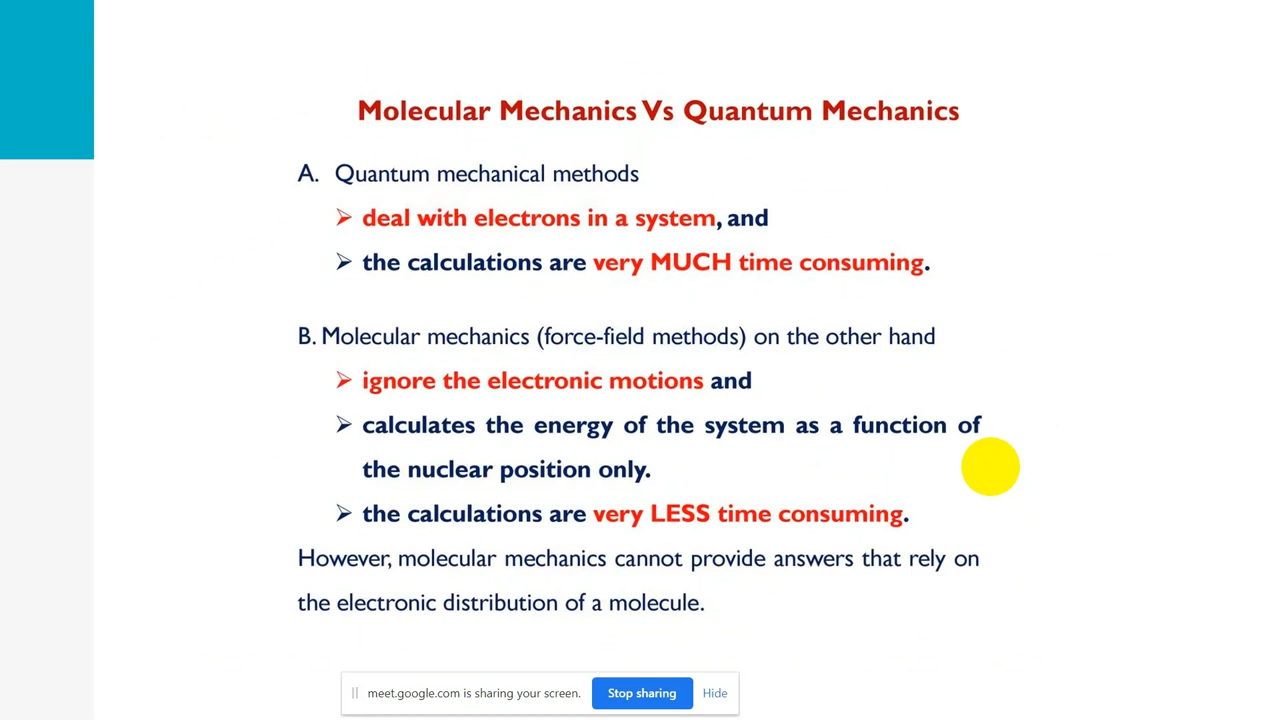 Molecular Mechanics Vs Quantum Mechanics
A. Quantum mechanical methods
➢ deal with electrons in a system, and
➢ the calculations are very MUCH time consuming.
B. Molecular mechanics (force-field methods) on the other hand
➢ ignore the electronic motions and
➢ calculates the energy of the system as a function of
the nuclear position only.
➢ the calculations are very LESS time consuming.
However, molecular mechanics cannot provide answers that rely on
the electronic distribution of a molecule.
meet.google.com is sharing your screen. Stop sharing Hide